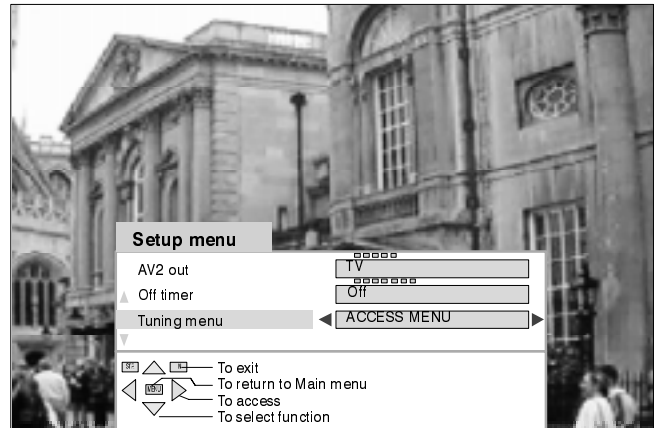 Setup menu
AV2 out TV
Off timer Off
Tuning menu ACCESS MENU
To exit
MENU To return to Main menu
To access
To select function